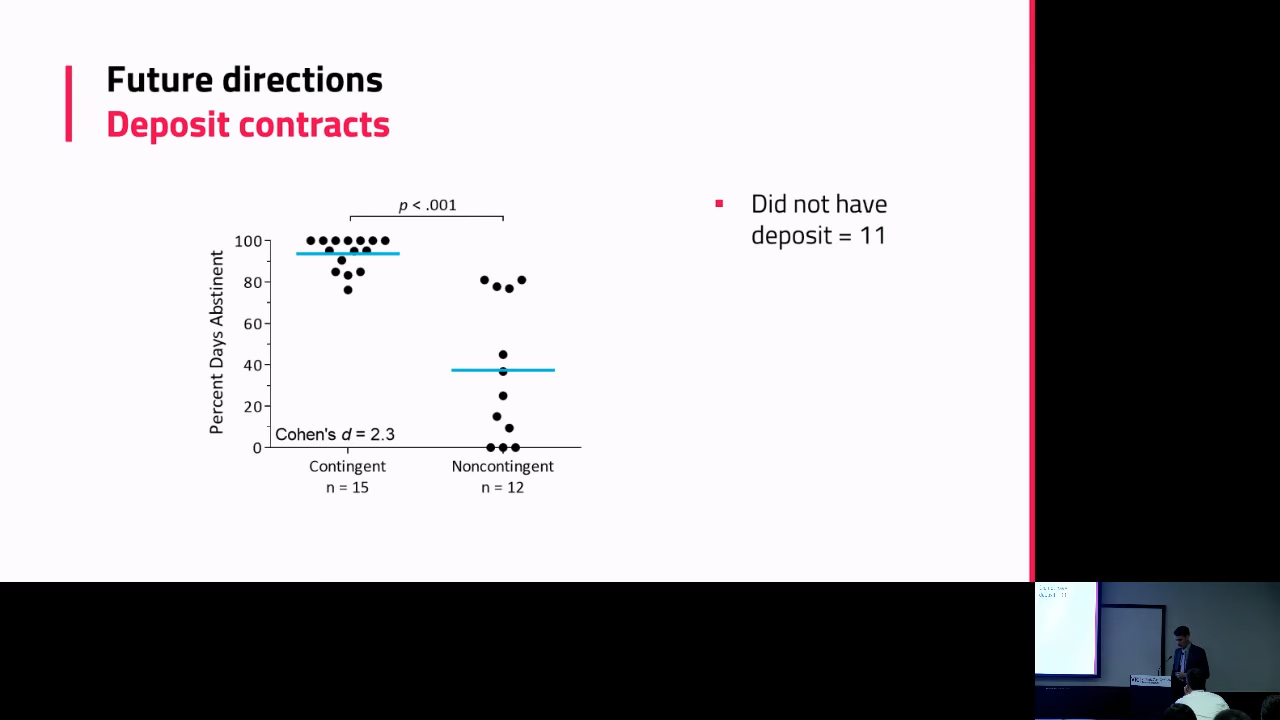 Future directions
Deposit contracts
p < .001
Did not have
deposit = 11
100
80
60
40
20
0
Percent Days Abstinent
Cohen's d = 2.3
Contingent
n = 15
Noncontingent
n = 12